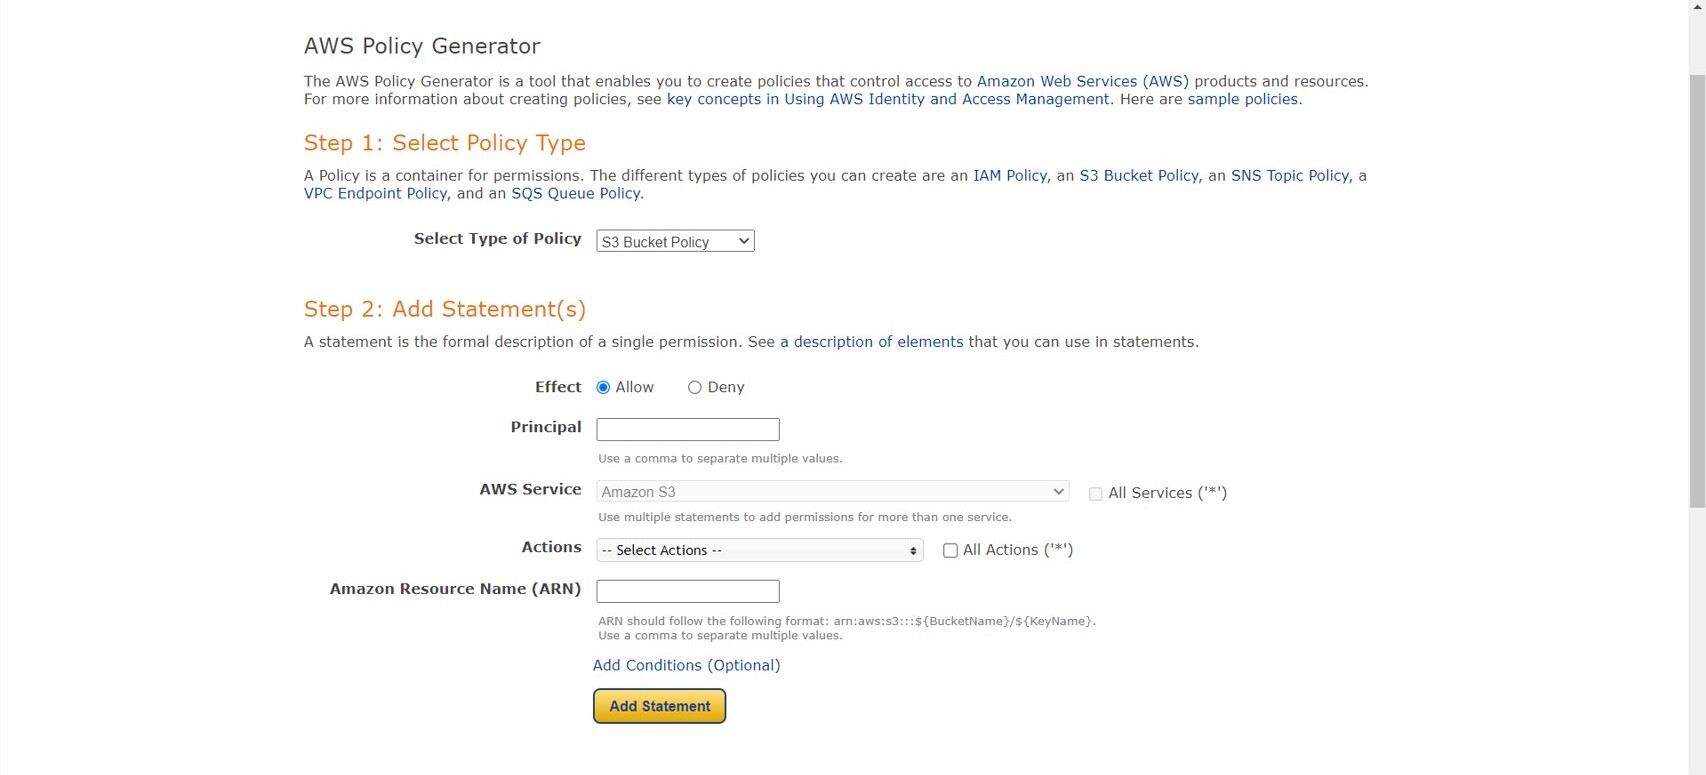 AWS Policy Generator
The AWS Policy Generator is a tool that enables you to create policies that control access to Amazon Web Services (AWS) products and resources.
For more information about creating policies, see key concepts in Using AWS Identity and Access Management. Here are sample policies.
Step 1: Select Policy Type
A Policy is a container for permissions. The different types of policies you can create are an IAM Policy, an S3 Bucket Policy, an SNS Topic Policy, a
VPC Endpoint Policy, and an SQS Queue Policy.
Select Type of Policy S3 Bucket Policy
Step 2: Add Statement(s)
A statement is the formal description of a single permission. See a description of elements that you can use in statements.
Effect Allow Deny
Principal
Use a comma to separate multiple values.
AWS Service Amazon S3 All Services ('*')
Use multiple statements to add permissions for more than one service.
Actions -- Select Actions -- All Actions ('*')
Amazon Resource Name (ARN)
ARN should follow the following format: arn:aws:s3:::${BucketName}/${KeyName}.
Use a comma to separate multiple values.
Add Conditions (Optional)
Add Statement